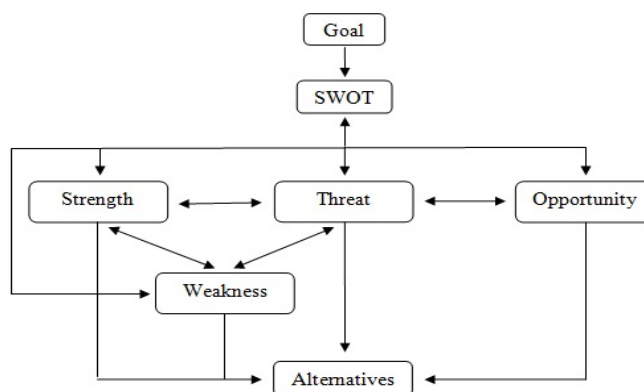 Goal
SWOT
Strength
Threat
Opportunity
Weakness
Alternatives